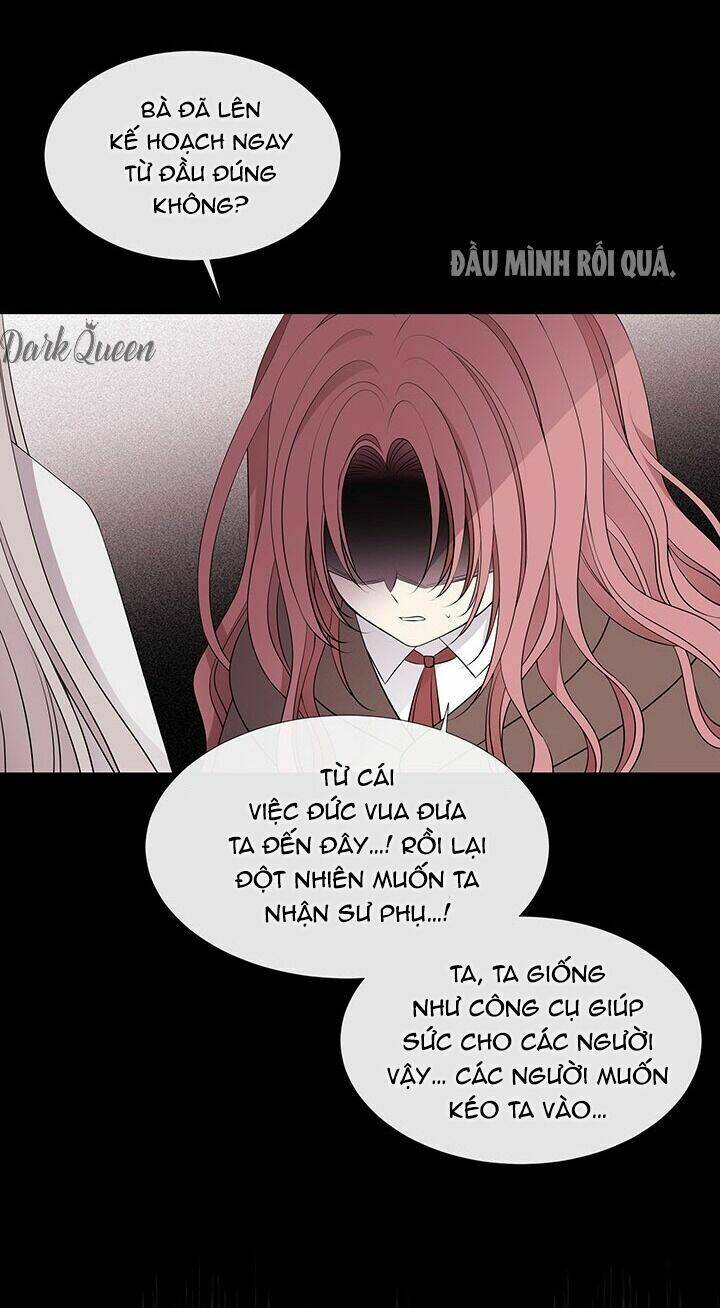 BÀ ĐÃ LÊN
KẾ HOẠCH NGAY
TỪ ĐẦU ĐÚNG
KHÔNG?
ĐẦU MÌNH RỐI QUÁ.
Dark Queen
TỪ CÁI
VIỆC ĐỨC VUA ĐƯA
TA ĐẾN ĐÂY...! RỒI LẠI
ĐỘT NHIÊN MUỐN TA
NHẬN SƯ PHỤ...!
TA, TA GIỐNG
NHƯ CÔNG CỤ GIÚP
SỨC CHO CÁC NGƯỜI
VẬY... CÁC NGƯỜI MUỐN
KÉO TA VÀO...